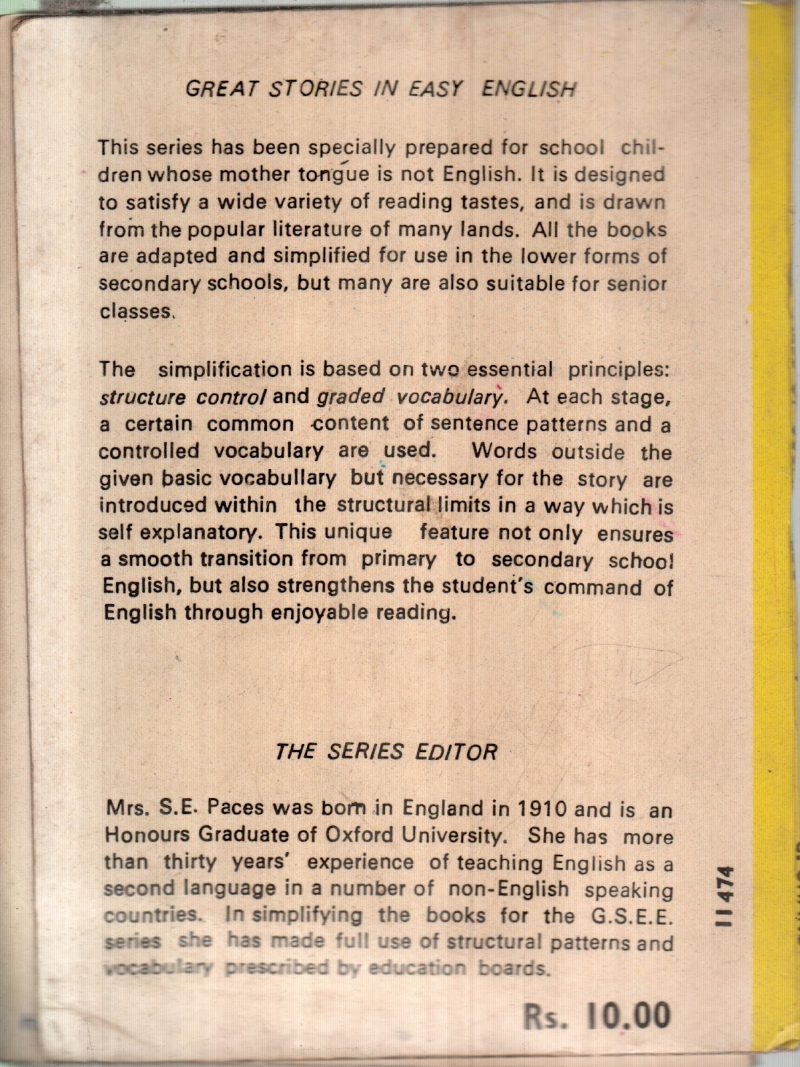 GREAT STORIES IN EASY ENGLISH
This series has been specially prepared for school chil-
dren whose mother tongue is not English. It is designed
to satisfy a wide variety of reading tastes, and is drawn
from the popular literature of many lands. All the books
are adapted and simplified for use in the lower forms of
secondary schools, but many are also suitable for senior
classes.
The simplification is based on two essential principles:
structure control and graded vocabulary. At each stage,
a certain common content of sentence patterns and a
controlled vocabulary are used. Words outside the
given basic vocabullary but necessary for the story are
introduced within the structural limits in a way which is
self explanatory. This unique feature not only ensures
a smooth transition from primary to secondary school
English, but also strengthens the student's command of
English through enjoyable reading.
THE SERIES EDITOR
Mrs. S.E. Paces was born in England in 1910 and is an
Honours Graduate of Oxford University. She has more
than thirty years' experience of teaching English as a
second language in a number of non-English speaking
countries. In simplifying the books for the G.S.E.E.
series she has made full use of structural patterns and
vocabulary prescribed by education boards.
Rs. 10.00
11474